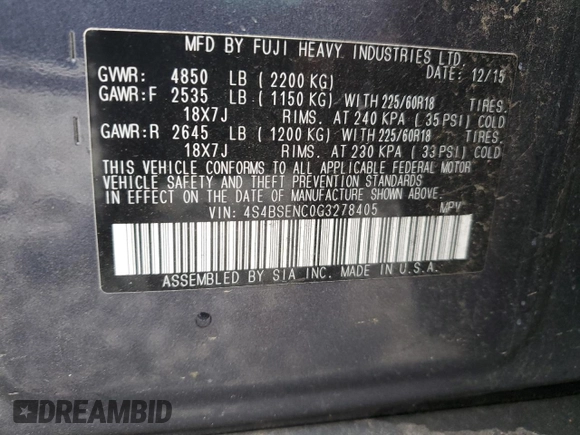 MFD BY FUJI HEAVY INDUSTRIES LTD.
DATE: 12/15
GVWR: 4850 LB (2200 KG)
GAWR:F 2535 LB (1150 KG) WITH 225/60R18 TIRES,
18X7J RIMS. AT 240 KPA (35 PSI) COLD
GAWR:R 2645 LB (1200 KG) WITH 225/60R18 TIRES,
18X7J RIMS. AT 230 KPA (33 PSI) COLD
THIS VEHICLE CONFORMS TO ALL APPLICABLE FEDERAL MOTOR
VEHICLE SAFETY AND THEFT PREVENTION STANDARDS
IN EFFECT ON THE DATE OF MANUFACTURE SHOWN ABOVE.
VIN: 4S4BSENC0G3278405 MPV
ASSEMBLED BY SIA INC. MADE IN U.S.A.
DREAMBID